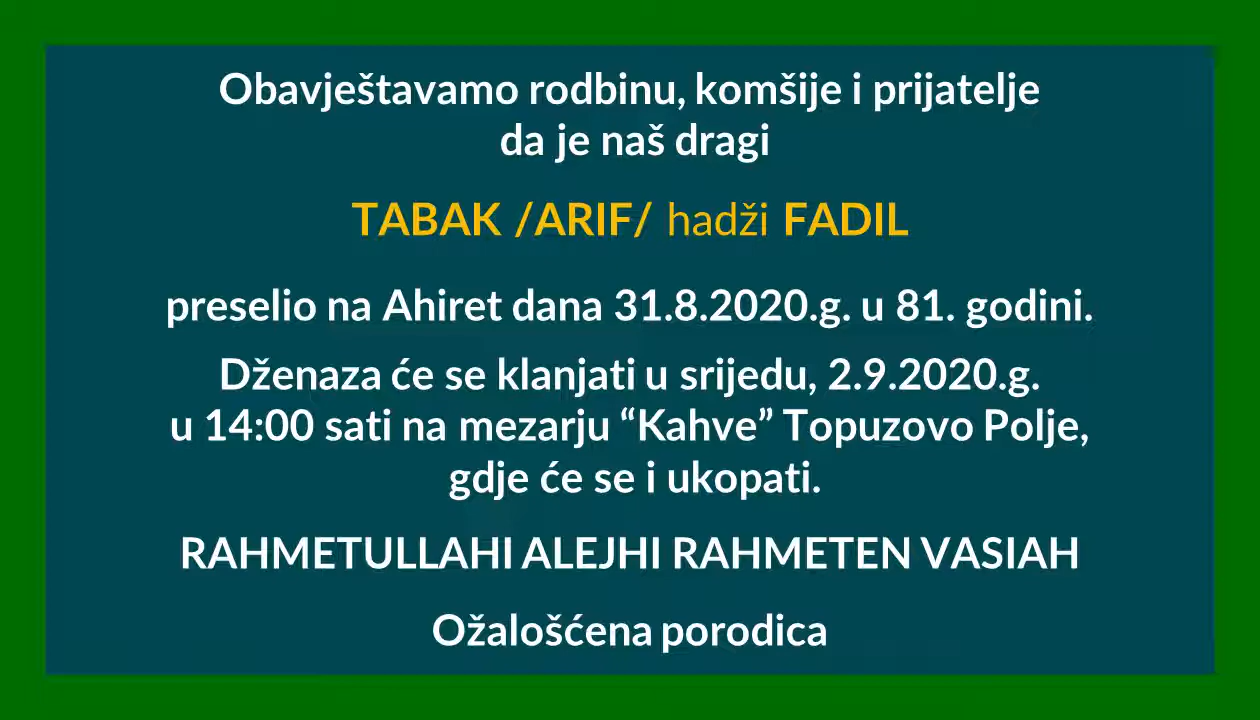 Obavještavamo rodbinu, komšije i prijatelje
da je naš dragi
TABAK /ARIF/ hadži FADIL
preselio na Ahiret dana 31.8.2020.g. u 81. godini.
Dženaza će se klanjati u srijedu, 2.9.2020.g.
u 14:00 sati na mezarju “Kahve” Topuzovo Polje,
gdje će se i ukopati.
RAHMETULLAHI ALEJHI RAHMETEN VASIAH
Ožalošćena porodica